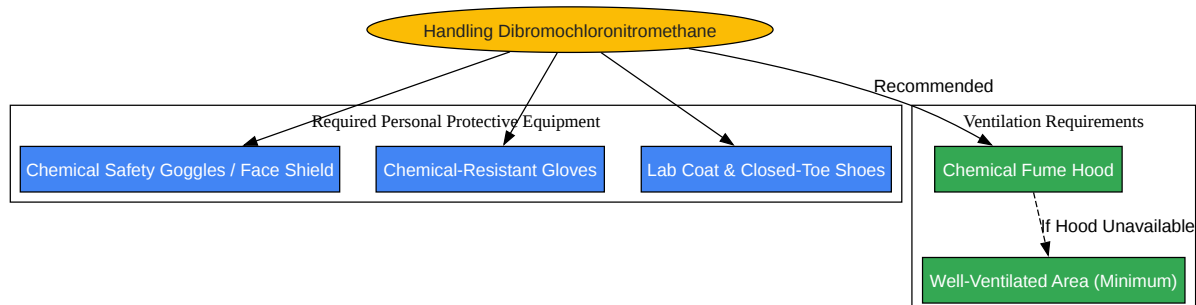 Handling Dibromochloronitromethane
Recommended
Required Personal Protective Equipment
Ventilation Requirements
Chemical Safety Goggles / Face Shield
Chemical-Resistant Gloves
Lab Coat & Closed-Toe Shoes
Chemical Fume Hood
If Hood Unavailable
Well-Ventilated Area (Minimum)